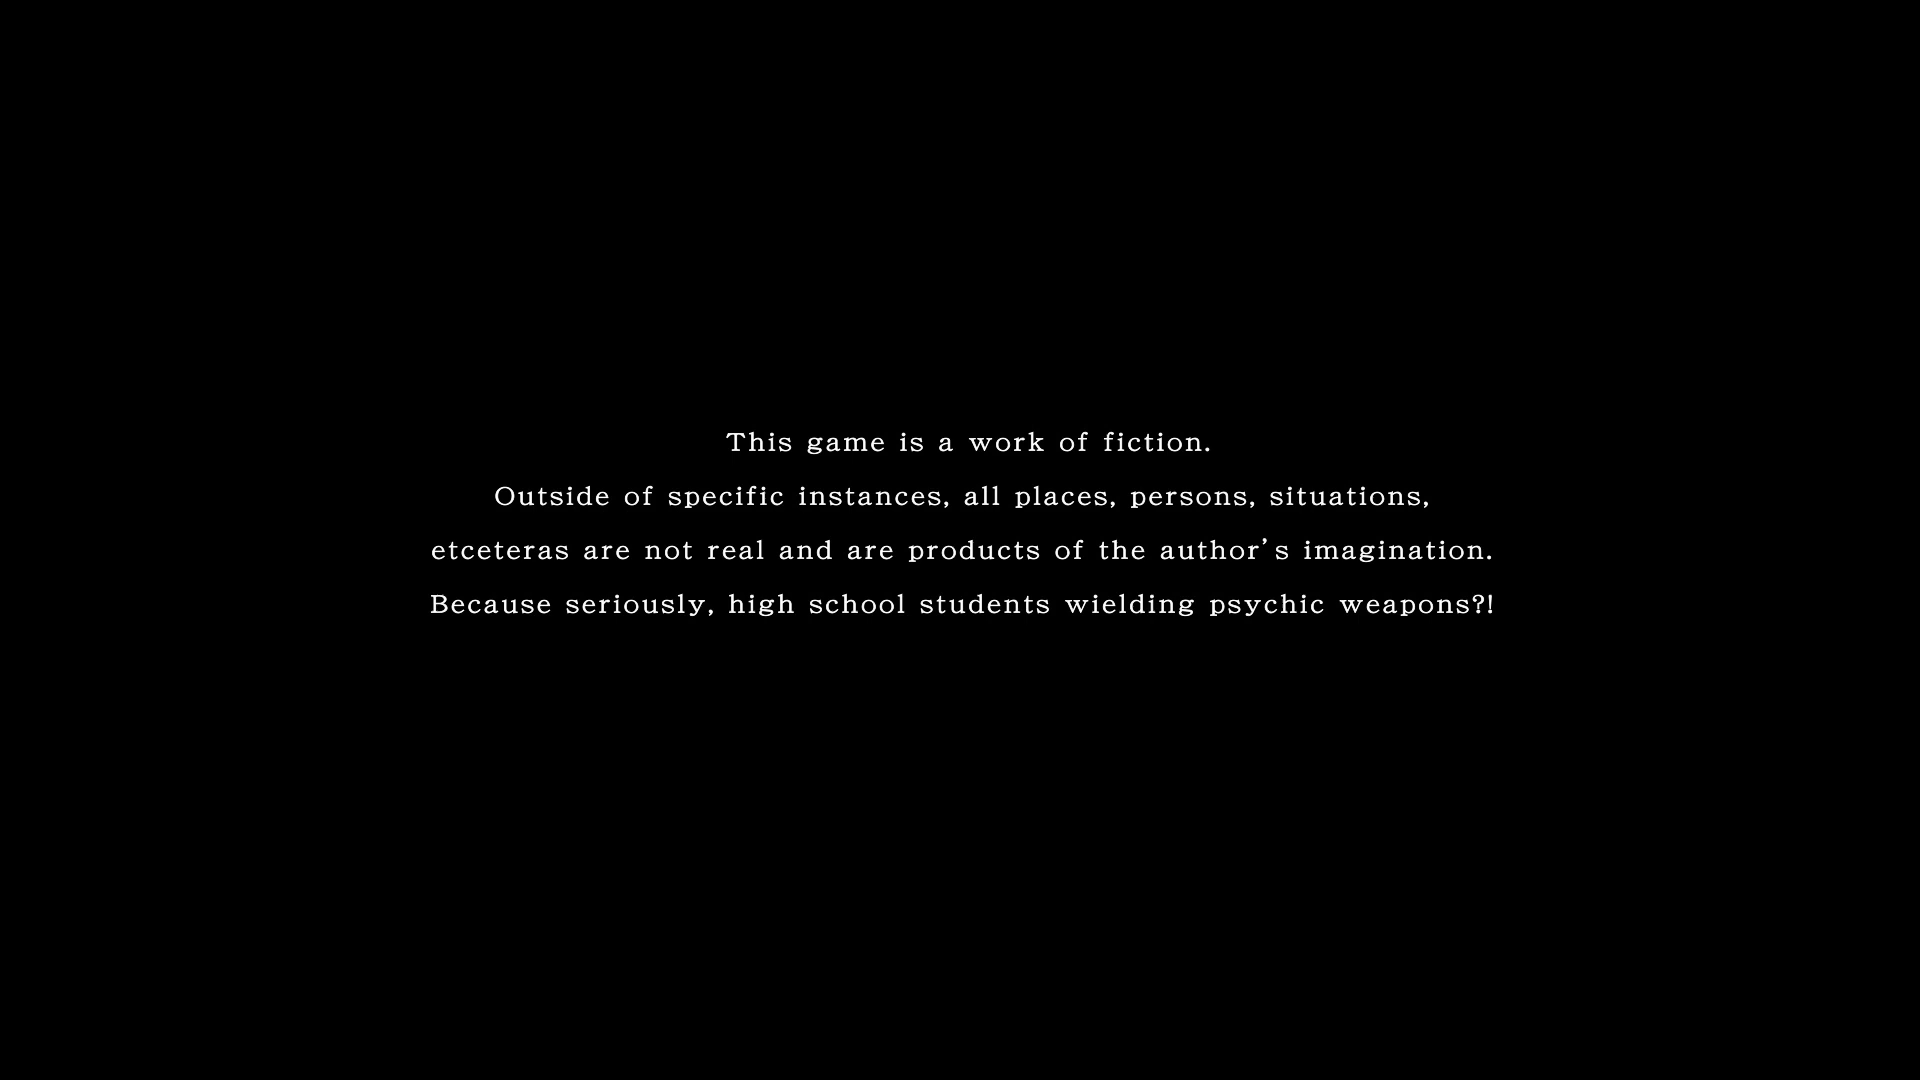 This game is a work of fiction.
Outside of specific instances, all places, persons, situations,
etceteras are not real and are products of the author’s imagination.
Because seriously, high school students wielding psychic weapons?!